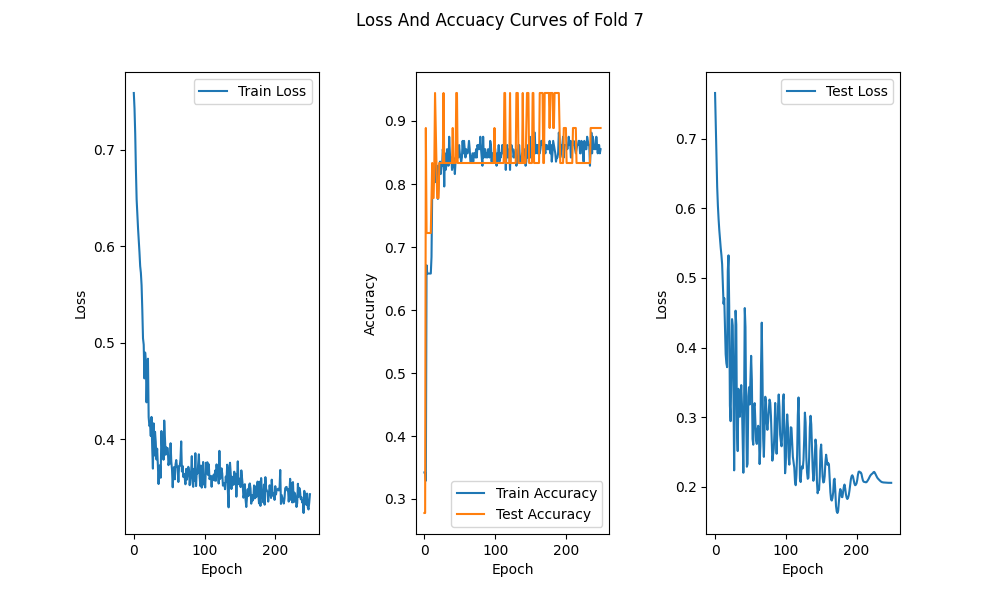 Loss And Accuacy Curves of Fold 7
Train Loss
0.7
0.6
0.5
0.4
Loss
0 100 200
Epoch
0.9
0.8
0.7
0.6
0.5
0.4
0.3
Accuracy
Train Accuracy
Test Accuracy
0 100 200
Epoch
Test Loss
0.7
0.6
0.5
0.4
0.3
0.2
Loss
0 100 200
Epoch